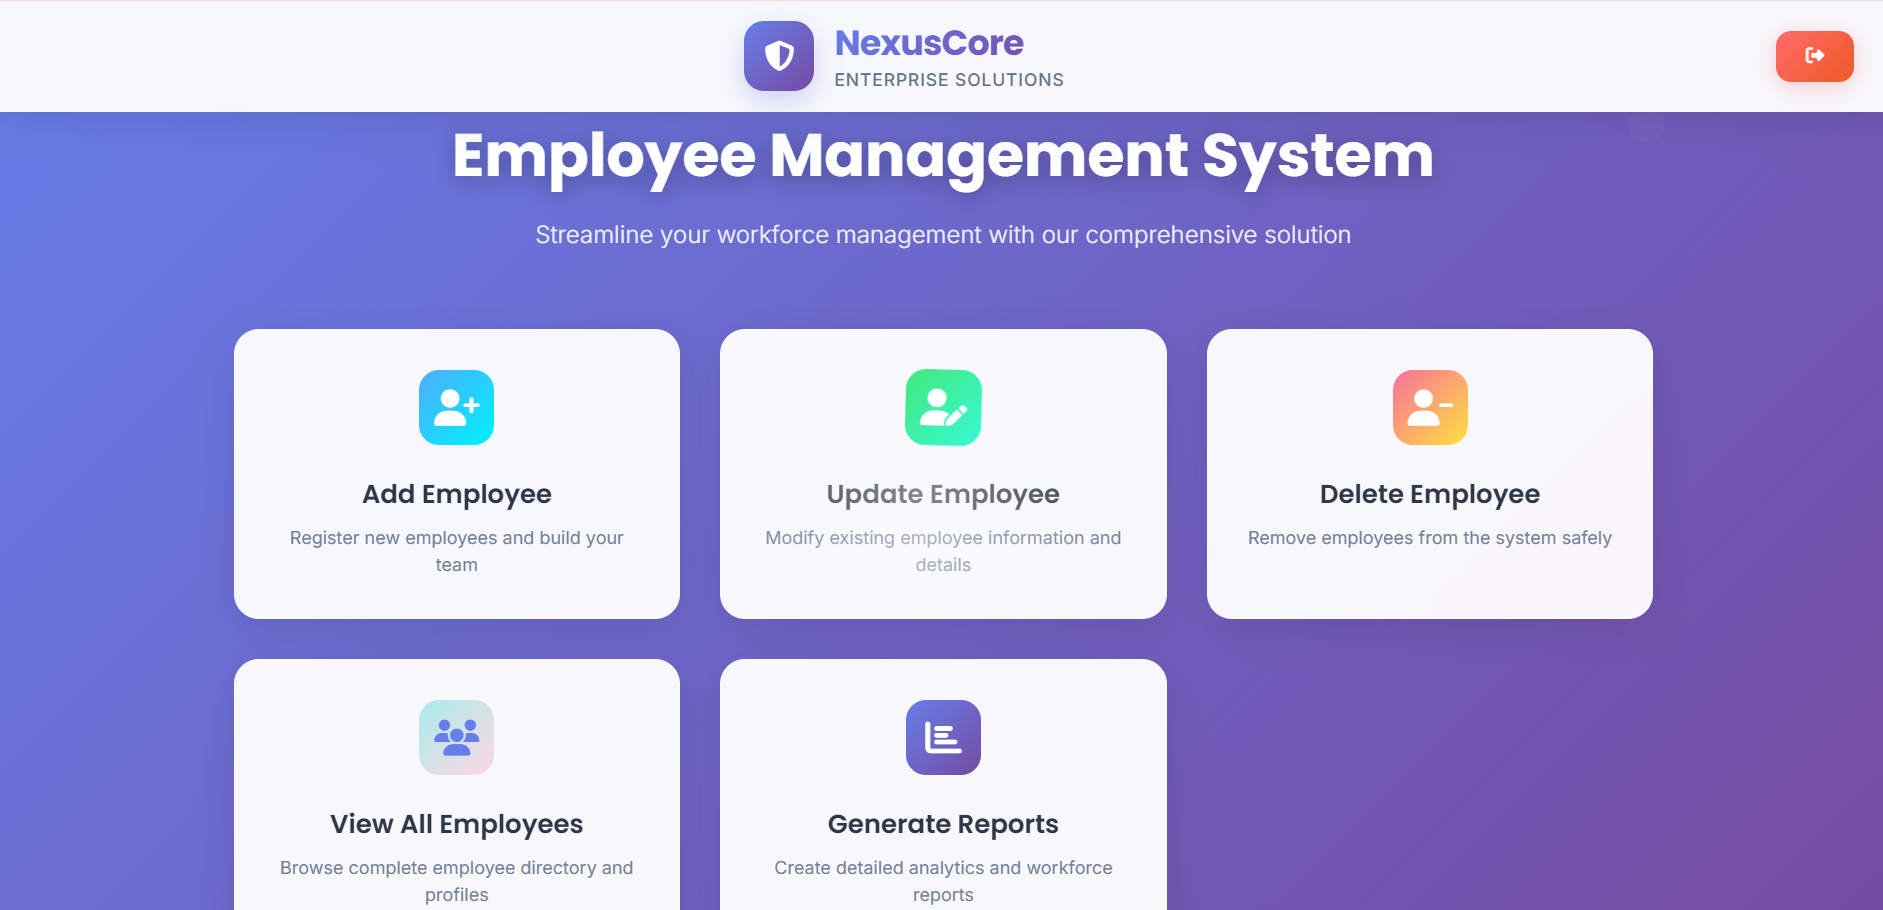 NexusCore
ENTERPRISE SOLUTIONS
Employee Management System
Streamline your workforce management with our comprehensive solution
Add Employee
Register new employees and build your
team
Update Employee
Modify existing employee information and
details
Delete Employee
Remove employees from the system safely
View All Employees
Browse complete employee directory and
profiles
Generate Reports
Create detailed analytics and workforce
reports